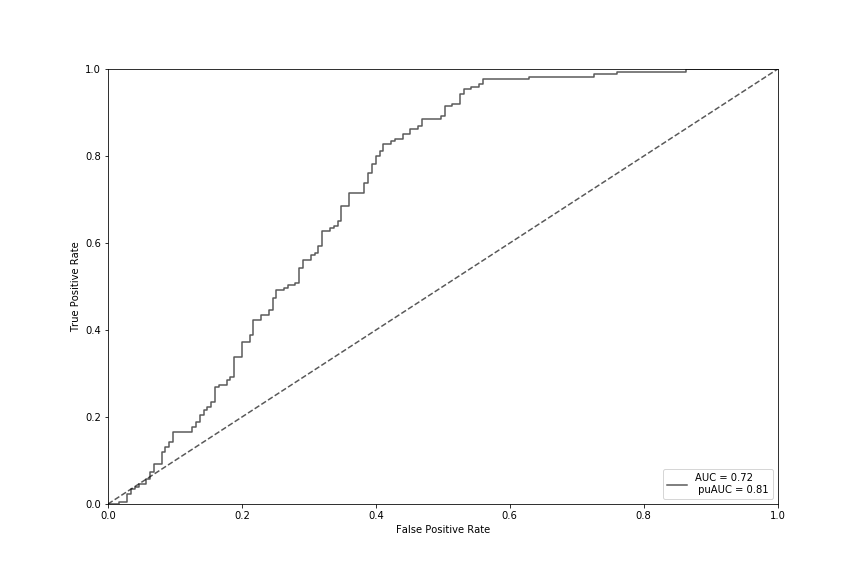 1.0
0.8
0.6
0.4
0.2
0.0
True Positive Rate
0.0 0.2 0.4 0.6 0.8 1.0
False Positive Rate
AUC = 0.72
puAUC = 0.81